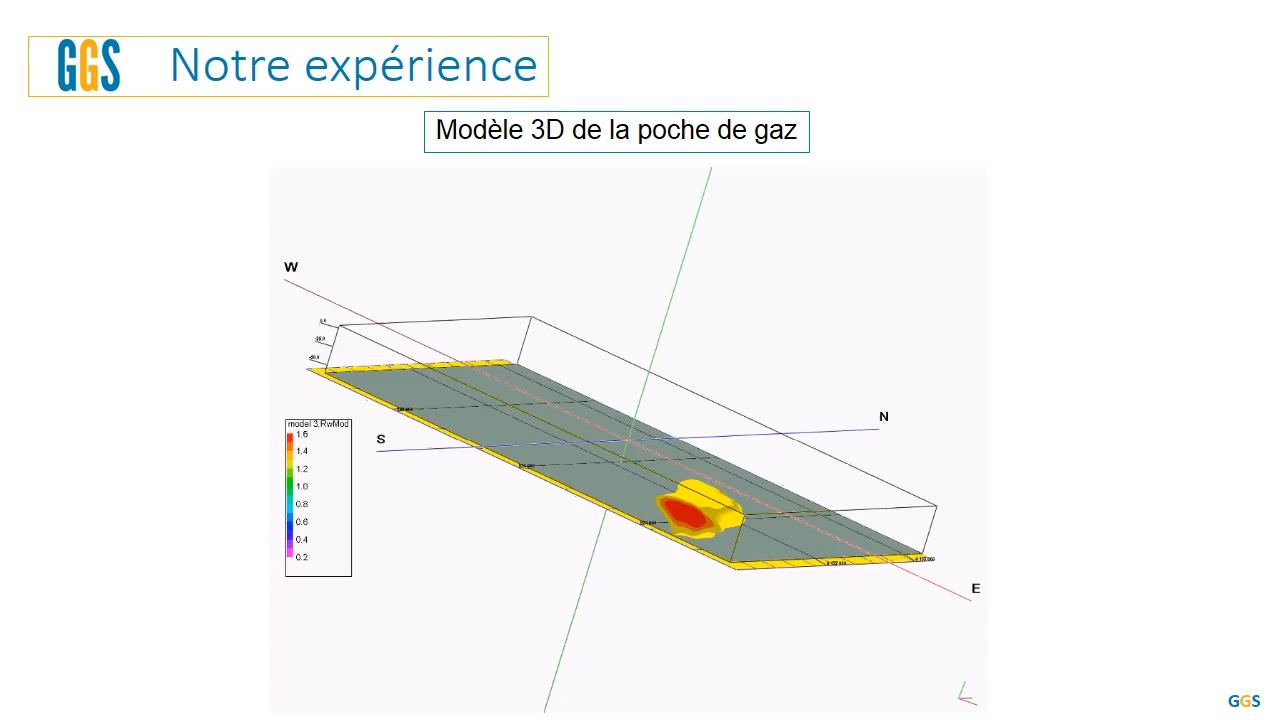 GGS Notre expérience
Modèle 3D de la poche de gaz
W
N
S
model 3.RwMod
1.6
1.4
1.2
1.0
0.8
0.6
0.4
0.2
E
GGS